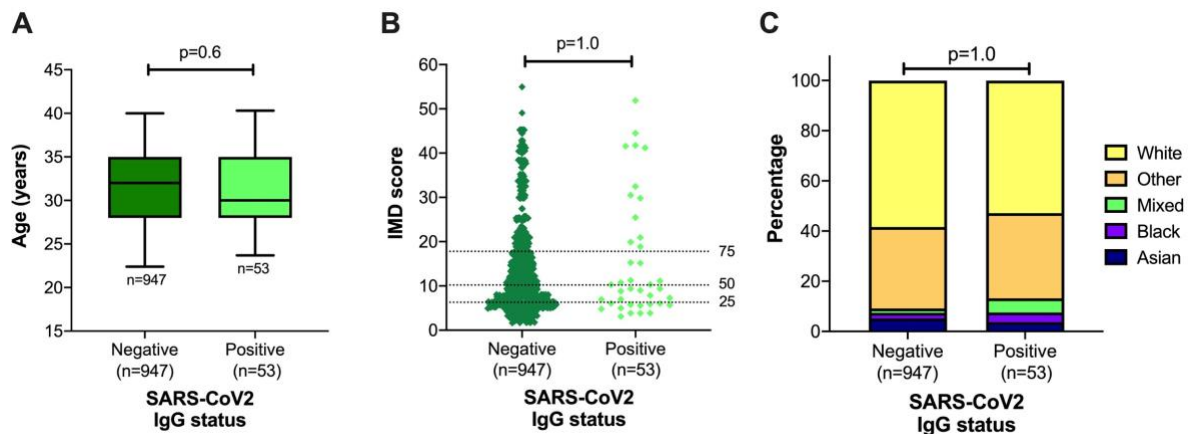 A
p=0.6
45
40
35
30
25
20
15
Age (years)
n=947
n=53
Negative
(n=947)
Positive
(n=53)
SARS-CoV2
IgG status
B
p=1.0
60
50
40
30
20
10
0
IMD score
75
50
25
Negative
(n=947)
Positive
(n=53)
SARS-CoV2
IgG status
C
p=1.0
100
80
60
40
20
0
Percentage
White
Other
Mixed
Black
Asian
Negative
(n=947)
Positive
(n=53)
SARS-CoV2
IgG status